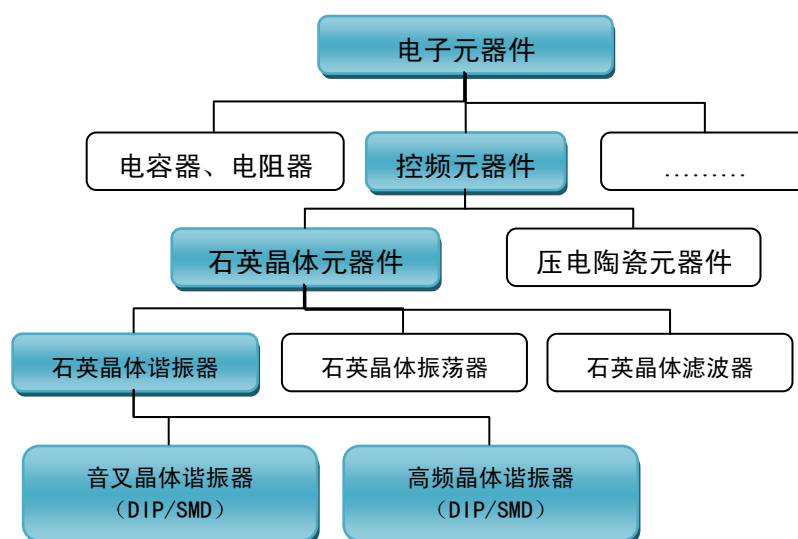 电子元器件
电容器、电阻器
控频元器件
.........
石英晶体元器件
压电陶瓷元器件
石英晶体谐振器
石英晶体振荡器
石英晶体滤波器
音叉晶体谐振器
（DIP/SMD）
高频晶体谐振器
（DIP/SMD）